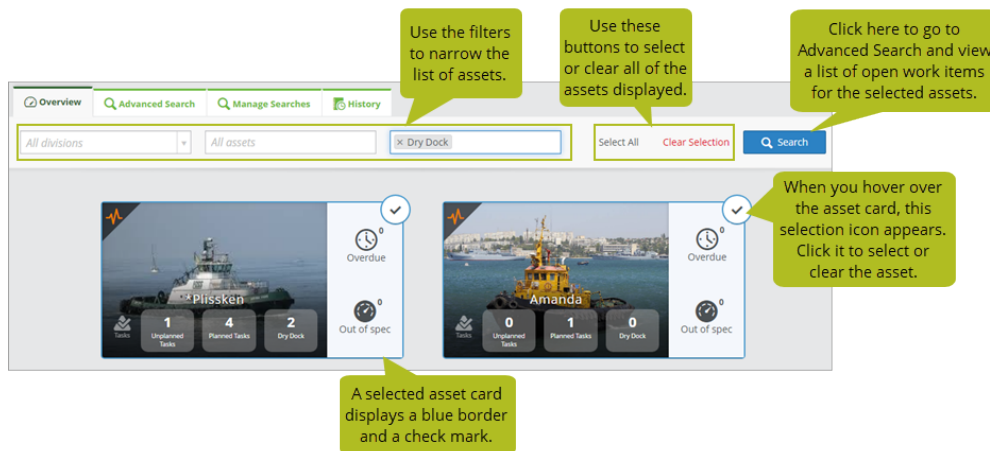 Use the filters
to narrow the
list of assets.
Use these
buttons to select
or clear all of the
assets displayed.
Click here to go to
Advanced Search and view
a list of open work items
for the selected assets.
Overview
Advanced Search
Manage Searches
History
All divisions
All assets
× Dry Dock
Select All
Clear Selection
Search
When you hover over
the asset card, this
selection icon appears.
Click it to select or
clear the asset.
0
Overdue
0
Out of spec
*Plissken
Tasks
1
Unplanned
Tasks
4
Planned Tasks
2
Dry Dock
0
Overdue
0
Out of spec
Amanda
Tasks
0
Unplanned
Tasks
1
Planned Tasks
0
Dry Dock
A selected asset card
displays a blue border
and a check mark.